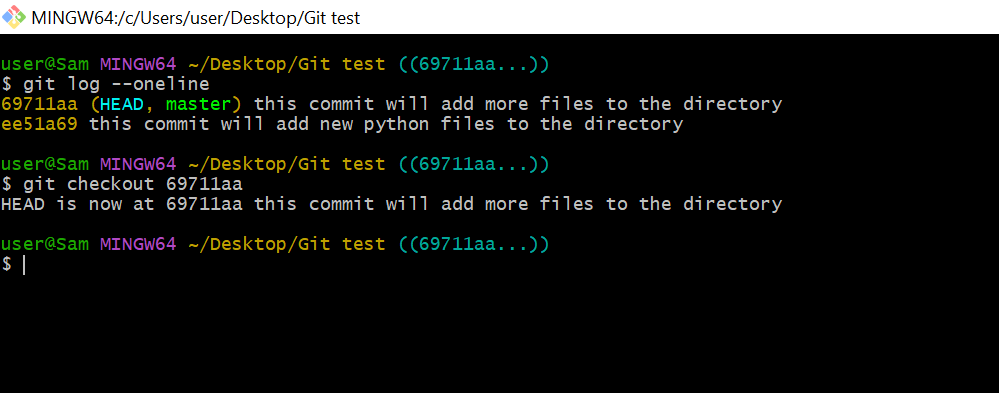 MINGW64:/c/Users/user/Desktop/Git test
user@Sam MINGW64 ~/Desktop/Git test ((69711aa...))
$ git log --oneline
69711aa (HEAD, master) this commit will add more files to the directory
ee51a69 this commit will add new python files to the directory
user@Sam MINGW64 ~/Desktop/Git test ((69711aa...))
$ git checkout 69711aa
HEAD is now at 69711aa this commit will add more files to the directory
user@Sam MINGW64 ~/Desktop/Git test ((69711aa...))
$